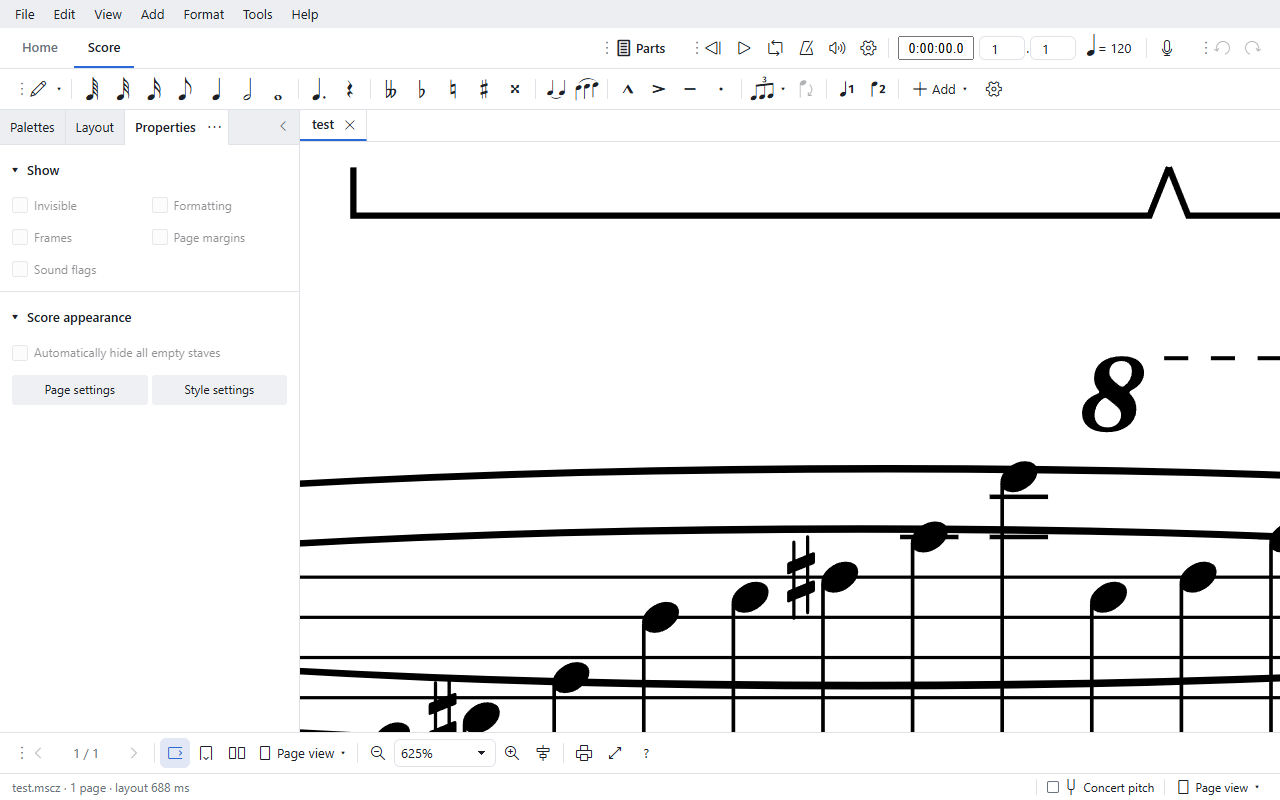 File Edit View Add Format Tools Help
Home Score Parts 0:00:00.0 1 . 1 = 120
3 1 2 Add
Palettes Layout Properties ··· test
Show
Invisible Formatting
Frames Page margins
Sound flags
Score appearance
Automatically hide all empty staves
Page settings Style settings
8
1 / 1 Page view 625% ?
test.mscz · 1 page · layout 688 ms Concert pitch Page view